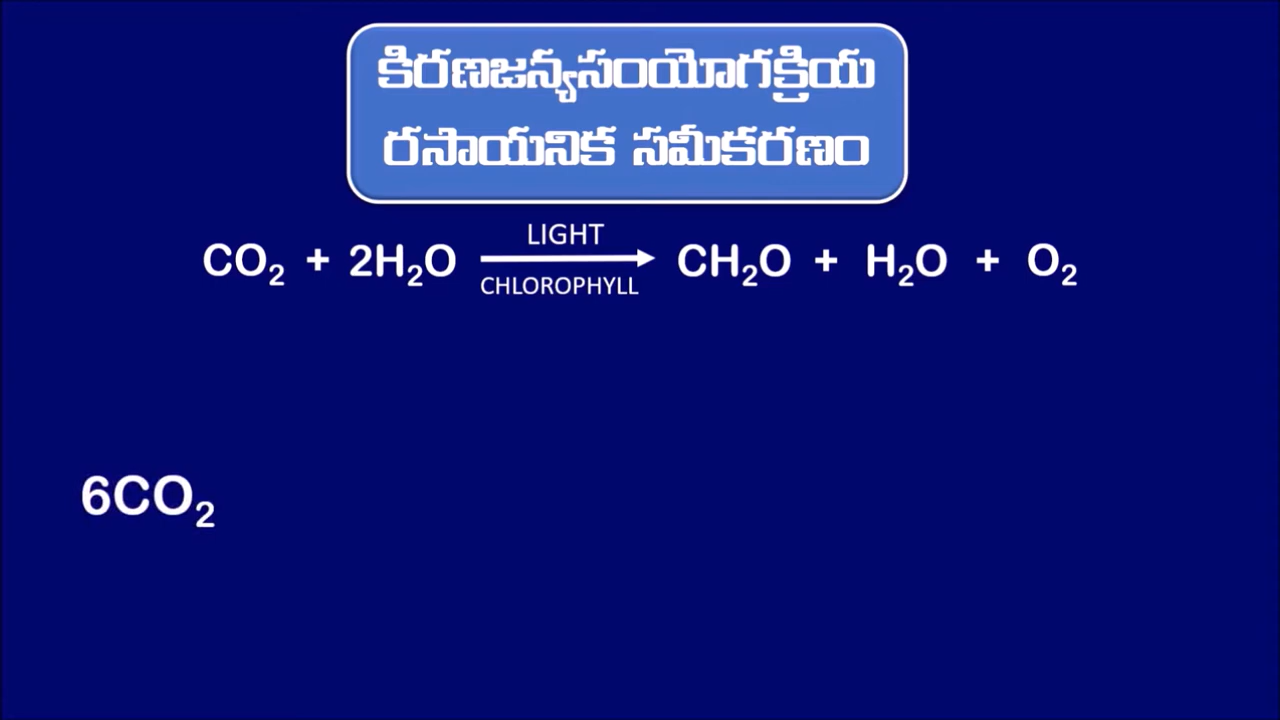 కిరణజన్యసంయోగక్రియ
రసాయనిక సమీకరణం
LIGHT
CO₂ + 2H₂O → CH₂O + H₂O + O₂
CHLOROPHYLL
6CO₂